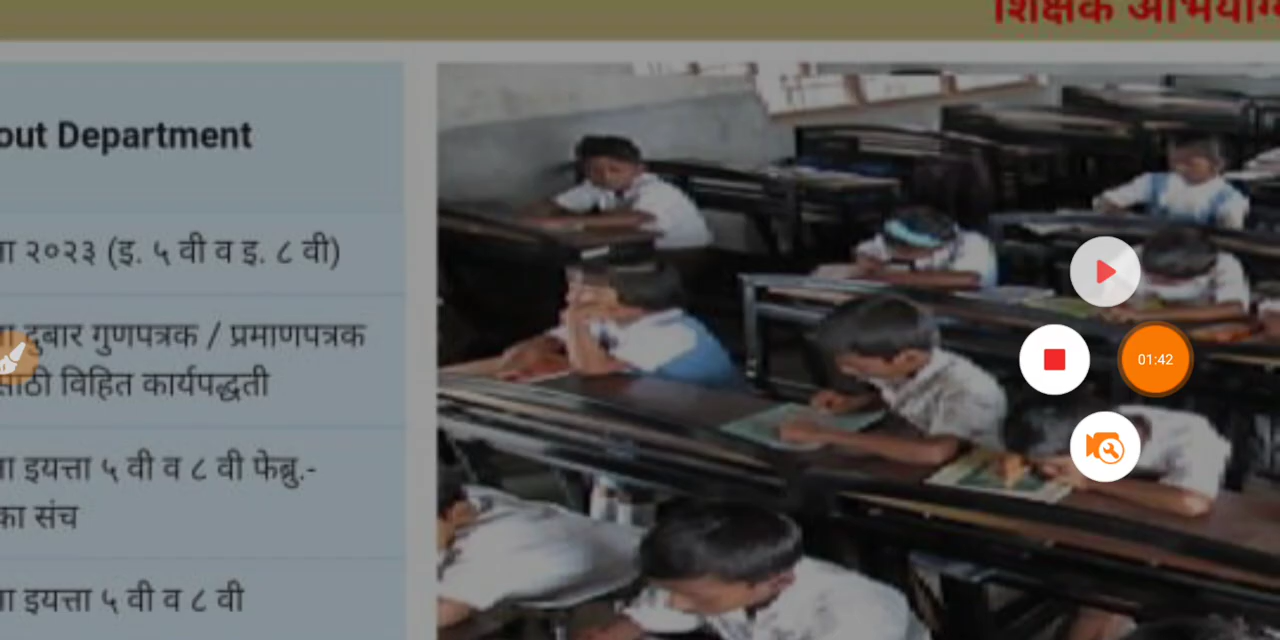 शिक्षक
out Department
२०२३ (इ. ५ वी व इ. ८ वी)
दुबार गुणपत्रक / प्रमाणपत्रक
साठी विहित कार्यपद्धती
इयत्ता ५ वी व ८ वी फेब्रु.-
का संच
इयत्ता ५ वी व ८ वी
01:42